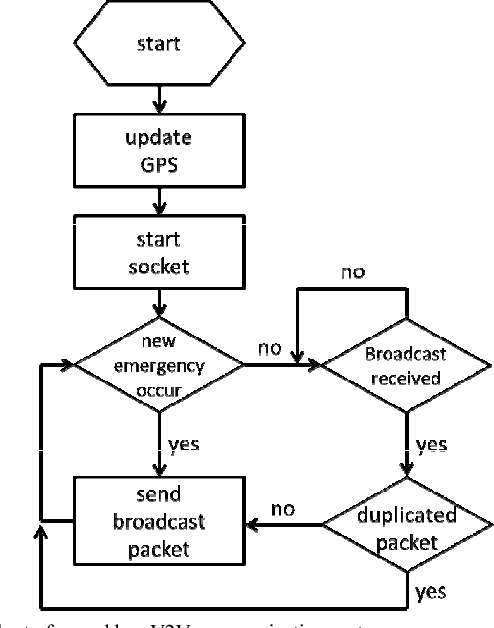 start
update
GPS
start
socket
no
new
emergency
occur
no
Broadcast
received
yes
yes
send
broadcast
packet
no
duplicated
packet
yes